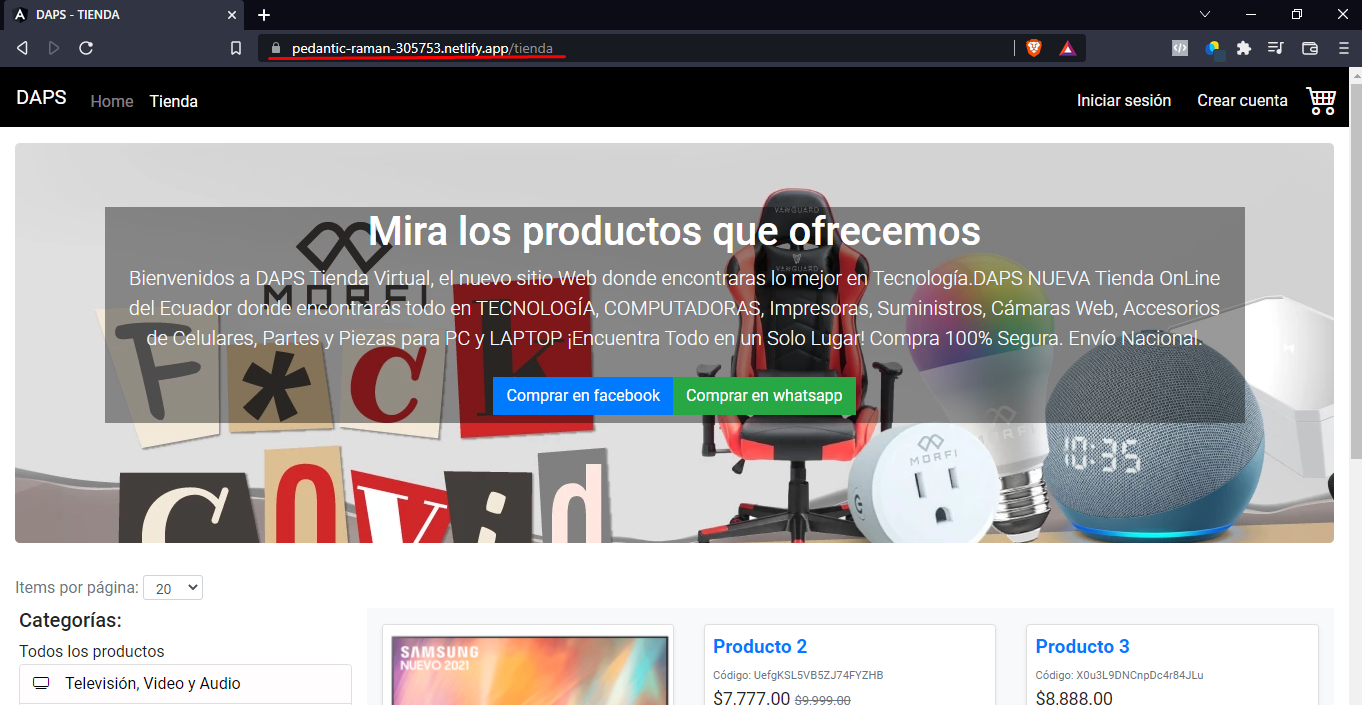 DAPS - TIENDA
pedantic-raman-305753.netlify.app/tienda
DAPS Home Tienda Iniciar sesión Crear cuenta
VANGUARD
VANGUARD
MORFI
Mira los productos que ofrecemos
Bienvenidos a DAPS Tienda Virtual, el nuevo sitio Web donde encontraras lo mejor en Tecnología.DAPS NUEVA Tienda OnLine
del Ecuador donde encontrarás todo en TECNOLOGÍA, COMPUTADORAS, Impresoras, Suministros, Cámaras Web, Accesorios
de Celulares, Partes y Piezas para PC y LAPTOP ¡Encuentra Todo en un Solo Lugar! Compra 100% Segura. Envío Nacional.
Comprar en facebook Comprar en whatsapp
F*ck
Covid
MORFI
MORFI
10:35
Items por página: 20
Categorías:
Todos los productos
Televisión, Video y Audio
SAMSUNG
NUEVO 2021
Producto 2
Código: UefgKSL5VB5ZJ74FYZHB
$7,777.00 $9,999.00
Producto 3
Código: X0u3L9DNCnpDc4r84JLu
$8,888.00